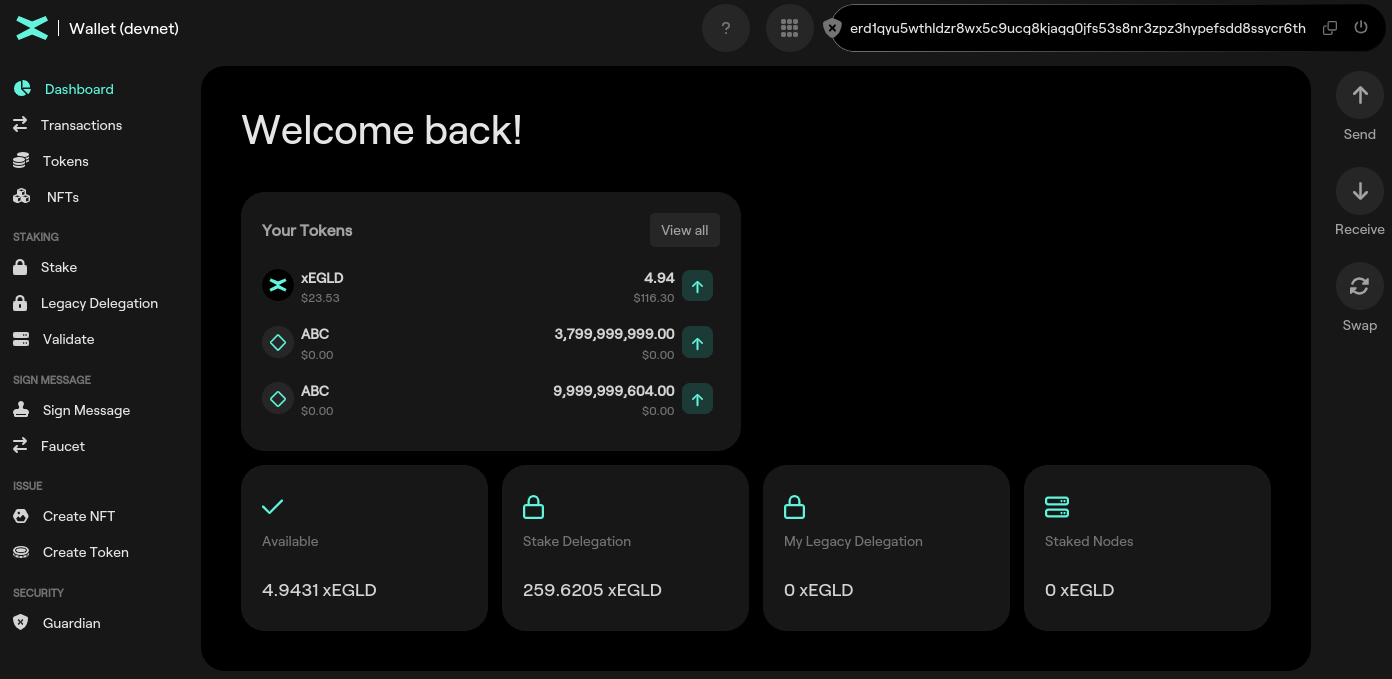 Wallet (devnet)
?
erd1qyu5wthldzr8wx5c9ucq8kjaqq0jfs53s8nr3zpz3hypefsdd8ssycr6th
Dashboard
Transactions
Tokens
NFTs
STAKING
Stake
Legacy Delegation
Validate
SIGN MESSAGE
Sign Message
Faucet
ISSUE
Create NFT
Create Token
SECURITY
Guardian
Welcome back!
Your Tokens
View all
xEGLD 4.94
$23.53 $116.30
ABC 3,799,999,999.00
$0.00 $0.00
ABC 9,999,999,604.00
$0.00 $0.00
Available
4.9431 xEGLD
Stake Delegation
259.6205 xEGLD
My Legacy Delegation
0 xEGLD
Staked Nodes
0 xEGLD
Send
Receive
Swap